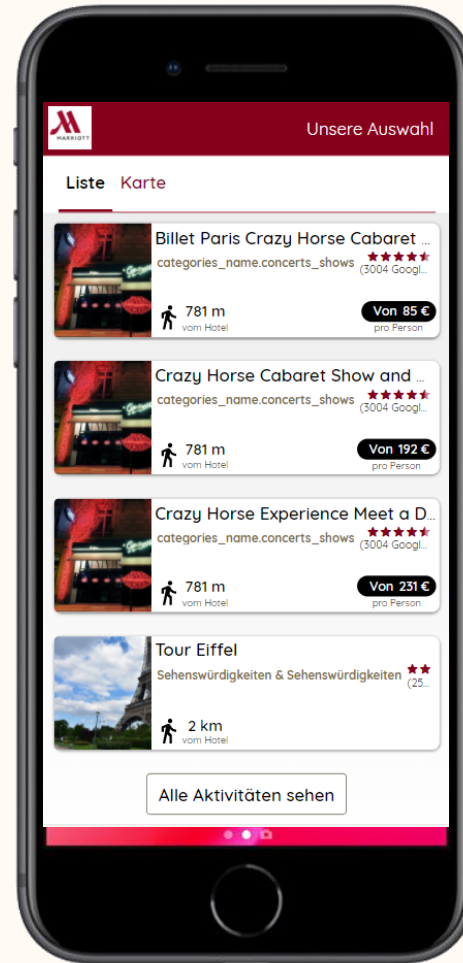 MARRIOTT
Unsere Auswahl
Liste Karte
Billet Paris Crazy Horse Cabaret ...
categories_name.concerts_shows
(3004 Googl...
781 m
vom Hotel
Von 85 €
pro Person
Crazy Horse Cabaret Show and ...
categories_name.concerts_shows
(3004 Googl...
781 m
vom Hotel
Von 192 €
pro Person
Crazy Horse Experience Meet a D...
categories_name.concerts_shows
(3004 Googl...
781 m
vom Hotel
Von 231 €
pro Person
Tour Eiffel
Sehenswürdigkeiten & Sehenswürdigkeiten
(25...
2 km
vom Hotel
Alle Aktivitäten sehen